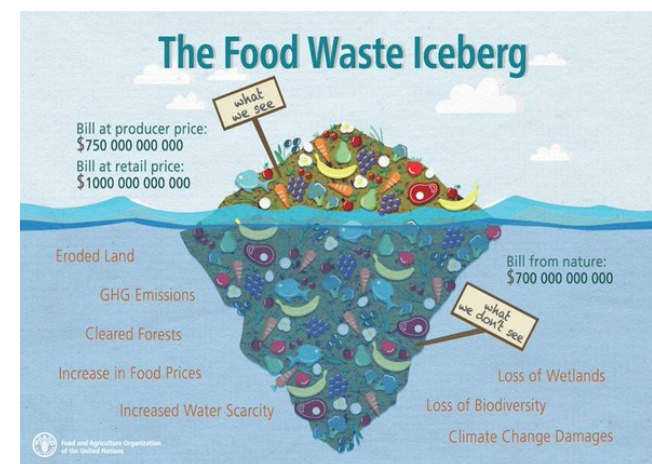 The Food Waste Iceberg
what
we see
Bill at producer price:
$750 000 000 000
Bill at retail price:
$1000 000 000 000
Eroded Land
GHG Emissions
Cleared Forests
Increase in Food Prices
Increased Water Scarcity
Bill from nature:
$700 000 000 000
what
we don't see
Loss of Wetlands
Loss of Biodiversity
Climate Change Damages
Food and Agriculture Organization
of the United Nations